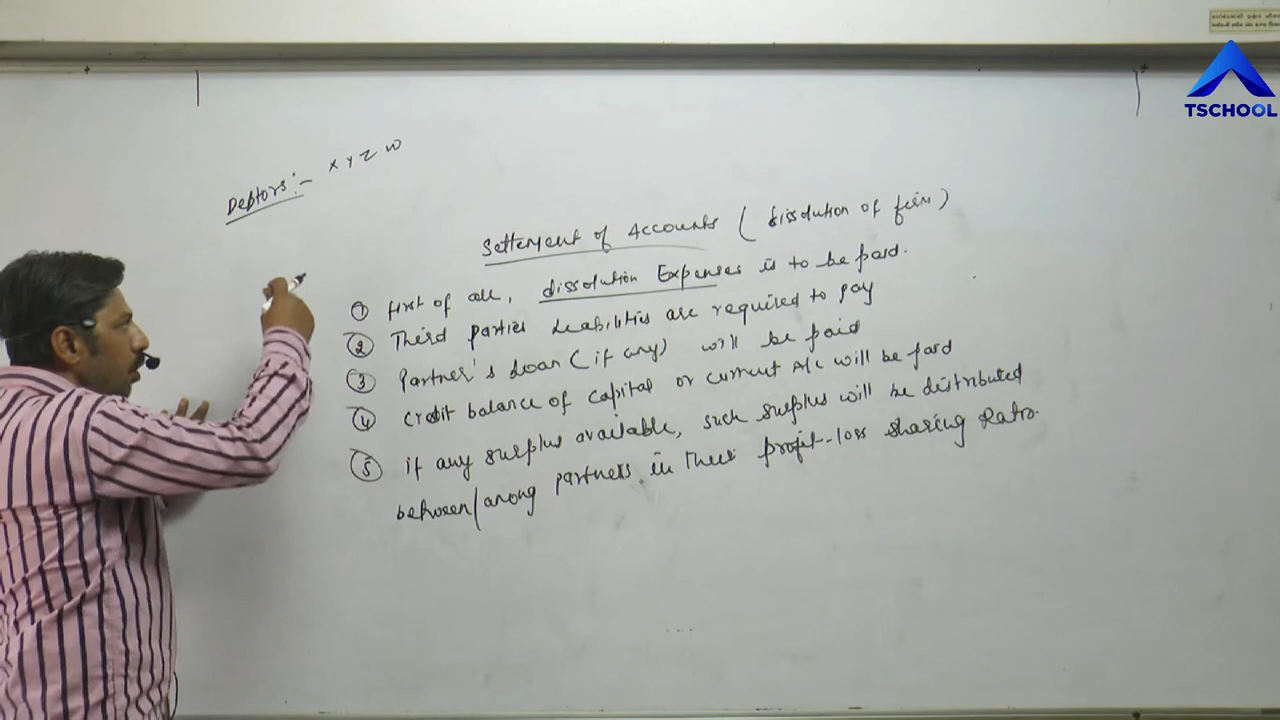 TSCHOOL
Debtors:- X Y Z W
Settlement of Accounts (dissolution of firm)
① first of all, dissolution Expenses is to be paid.
② Third parties liabilities are required to pay
③ Partner's Loan (if any) will be paid
④ credit balance of capital or current A/c will be paid
⑤ if any surplus available, such surplus will be distributed
between/among partners in their profit-loss sharing Ratio.